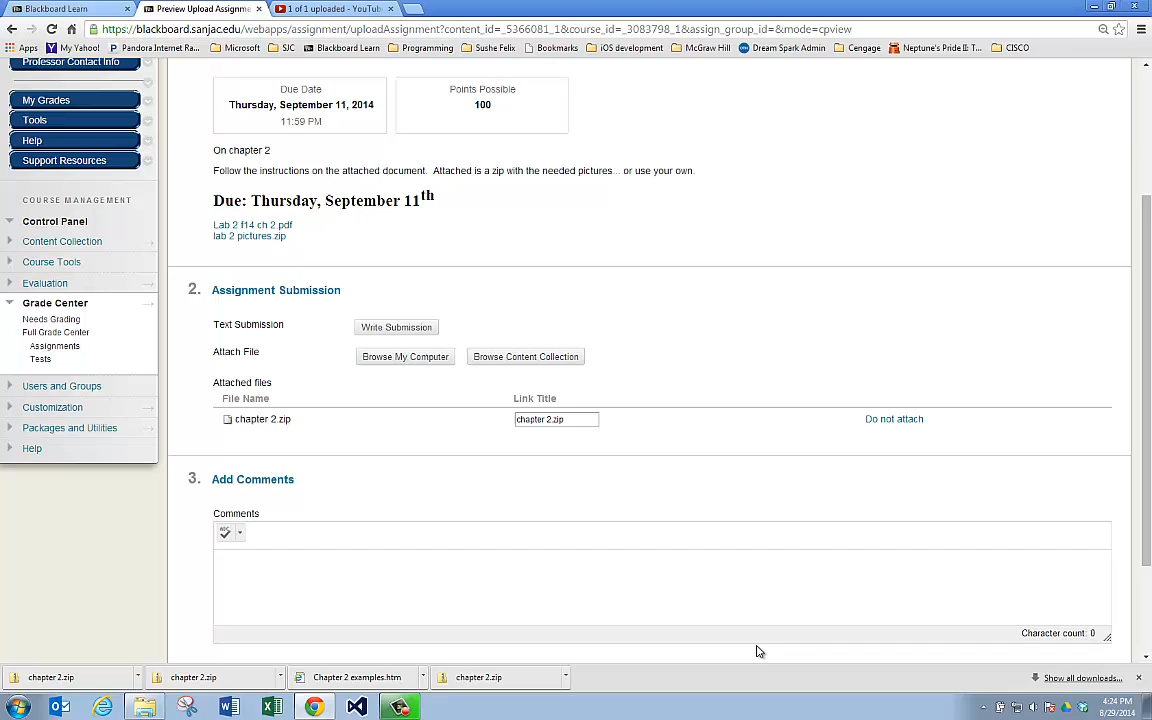 Blackboard Learn
Preview Upload Assignme
1 of 1 uploaded - YouTub
https://blackboard.sanjac.edu/webapps/assignment/uploadAssignment?content_id=_5366081_1&course_id=_3083798_1&assign_group_id=&mode=cpview
Apps
My Yahoo!
Pandora Internet Ra...
Microsoft
SJC
Blackboard Learn
Programming
Sushe Felix
Bookmarks
iOS development
McGraw Hill
Dream Spark Admin
Cengage
Neptune's Pride II: T...
CISCO
Professor Contact Info
My Grades
Tools
Help
Support Resources
COURSE MANAGEMENT
Control Panel
Content Collection
Course Tools
Evaluation
Grade Center
Needs Grading
Full Grade Center
Assignments
Tests
Users and Groups
Customization
Packages and Utilities
Help
Due Date
Thursday, September 11, 2014
11:59 PM
Points Possible
100
On chapter 2
Follow the instructions on the attached document. Attached is a zip with the needed pictures... or use your own.
Due: Thursday, September 11th
Lab 2 f14 ch 2.pdf
lab 2 pictures.zip
2. Assignment Submission
Text Submission
Write Submission
Attach File
Browse My Computer
Browse Content Collection
Attached files
File Name
Link Title
chapter 2.zip
chapter 2.zip
Do not attach
3. Add Comments
Comments
ABC
Character count: 0
chapter 2.zip
chapter 2.zip
Chapter 2 examples.htm
chapter 2.zip
Show all downloads...
4:24 PM
8/29/2014